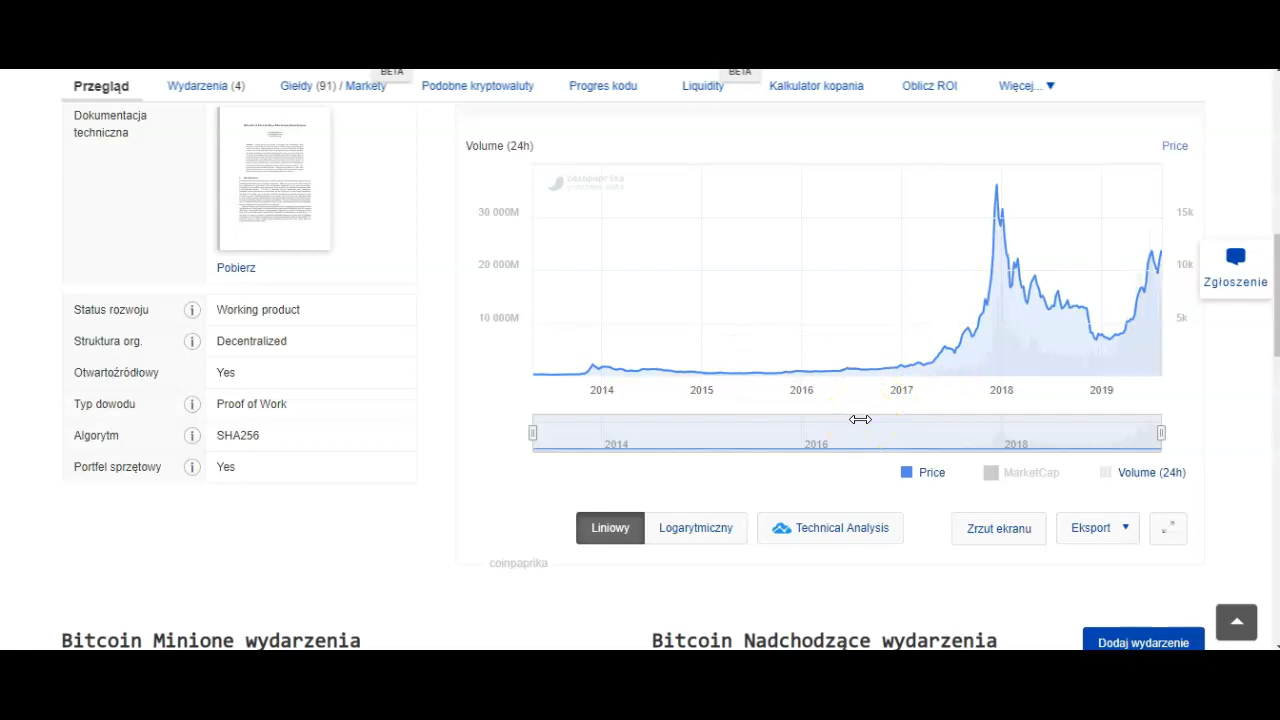 BETA
BETA
Przegląd
Wydarzenia (4)
Giełdy (91) / Markety
Podobne kryptowaluty
Progres kodu
Liquidity
Kalkulator kopania
Oblicz ROI
Więcej...
Dokumentacja
techniczna
Pobierz
Status rozwoju
Working product
Struktura org.
Decentralized
Otwartoźródłowy
Yes
Typ dowodu
Proof of Work
Algorytm
SHA256
Portfel sprzętowy
Yes
Volume (24h)
Price
coinpaprika
30 000M
20 000M
10 000M
15k
10k
5k
2014
2015
2016
2017
2018
2019
2014
2016
2018
Price
MarketCap
Volume (24h)
Liniowy
Logarytmiczny
Technical Analysis
Zrzut ekranu
Eksport
coinpaprika
Zgłoszenie
Bitcoin Minione wydarzenia
Bitcoin Nadchodzące wydarzenia
Dodaj wydarzenie